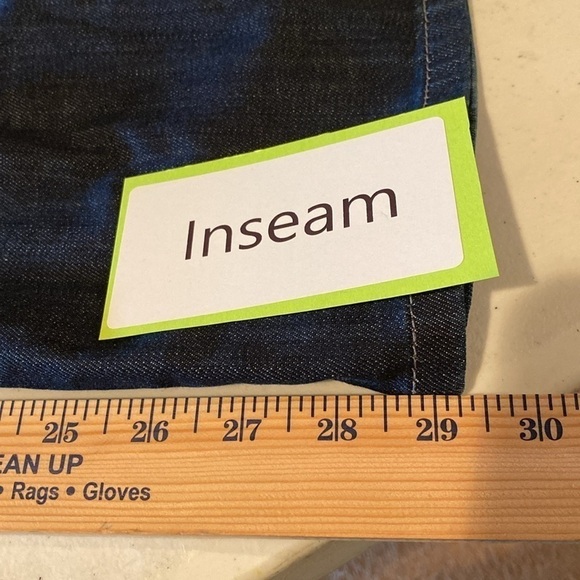 Inseam
25 26 27 28 29 30
EAN UP
• Rags • Gloves